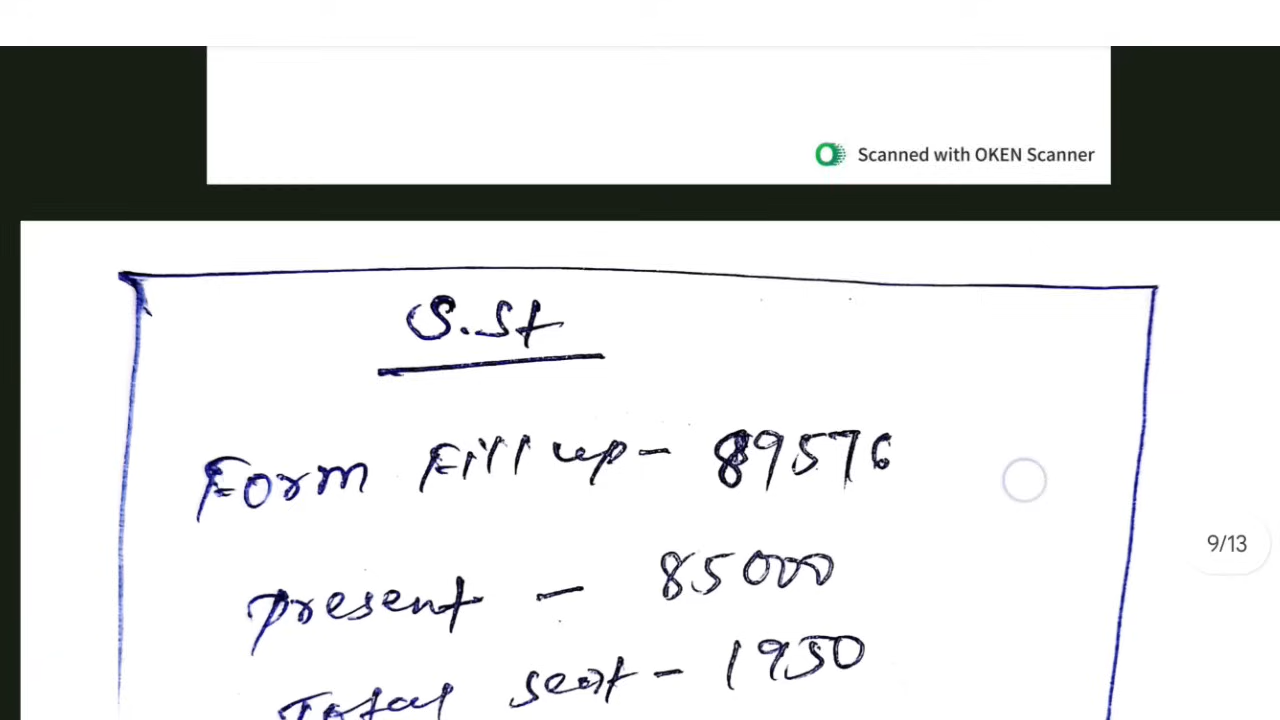 Scanned with OKEN Scanner
S.St
Form Fill up - 89576
9/13
present - 85000
Total seat - 1950